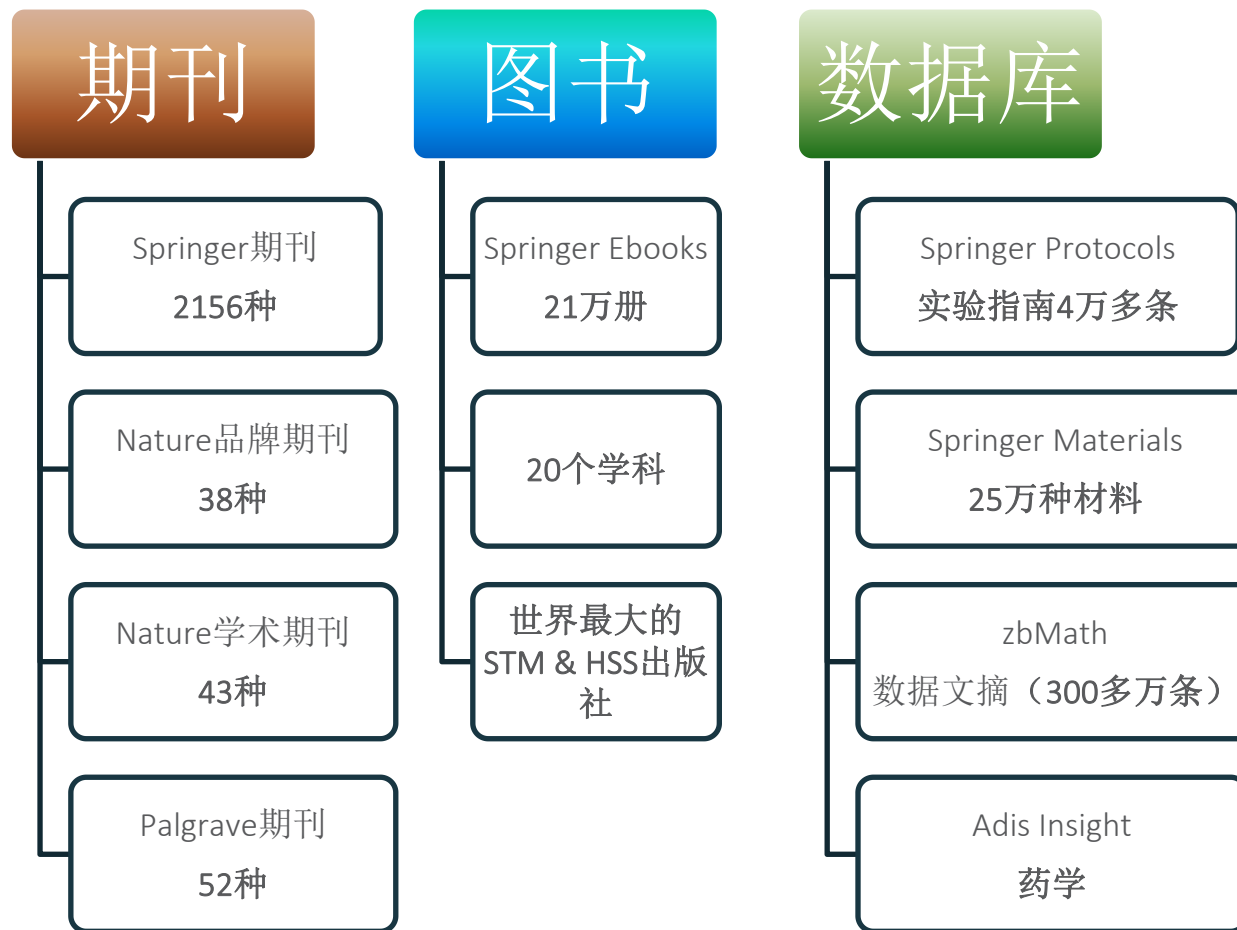 期刊
Springer期刊
2156种
Nature品牌期刊
38种
Nature学术期刊
43种
Palgrave期刊
52种
图书
Springer Ebooks
21万册
20个学科
世界最大的
STM & HSS出版
社
数据库
Springer Protocols
实验指南4万多条
Springer Materials
25万种材料
zbMath
数据文摘（300多万条）
Adis Insight
药学